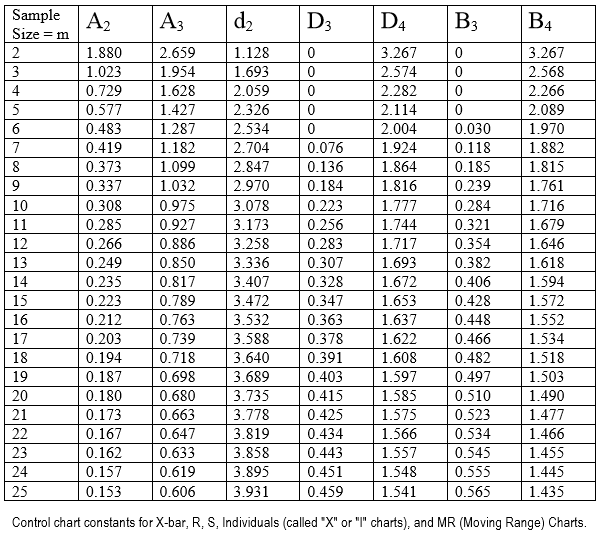 Sample Size = m A2 A3 d2 D3 D4 B3 B4
2 1.880 2.659 1.128 0 3.267 0 3.267
3 1.023 1.954 1.693 0 2.574 0 2.568
4 0.729 1.628 2.059 0 2.282 0 2.266
5 0.577 1.427 2.326 0 2.114 0 2.089
6 0.483 1.287 2.534 0 2.004 0.030 1.970
7 0.419 1.182 2.704 0.076 1.924 0.118 1.882
8 0.373 1.099 2.847 0.136 1.864 0.185 1.815
9 0.337 1.032 2.970 0.184 1.816 0.239 1.761
10 0.308 0.975 3.078 0.223 1.777 0.284 1.716
11 0.285 0.927 3.173 0.256 1.744 0.321 1.679
12 0.266 0.886 3.258 0.283 1.717 0.354 1.646
13 0.249 0.850 3.336 0.307 1.693 0.382 1.618
14 0.235 0.817 3.407 0.328 1.672 0.406 1.594
15 0.223 0.789 3.472 0.347 1.653 0.428 1.572
16 0.212 0.763 3.532 0.363 1.637 0.448 1.552
17 0.203 0.739 3.588 0.378 1.622 0.466 1.534
18 0.194 0.718 3.640 0.391 1.608 0.482 1.518
19 0.187 0.698 3.689 0.403 1.597 0.497 1.503
20 0.180 0.680 3.735 0.415 1.585 0.510 1.490
21 0.173 0.663 3.778 0.425 1.575 0.523 1.477
22 0.167 0.647 3.819 0.434 1.566 0.534 1.466
23 0.162 0.633 3.858 0.443 1.557 0.545 1.455
24 0.157 0.619 3.895 0.451 1.548 0.555 1.445
25 0.153 0.606 3.931 0.459 1.541 0.565 1.435
Control chart constants for X-bar, R, S, Individuals (called "X" or "I" charts), and MR (Moving Range) Charts.